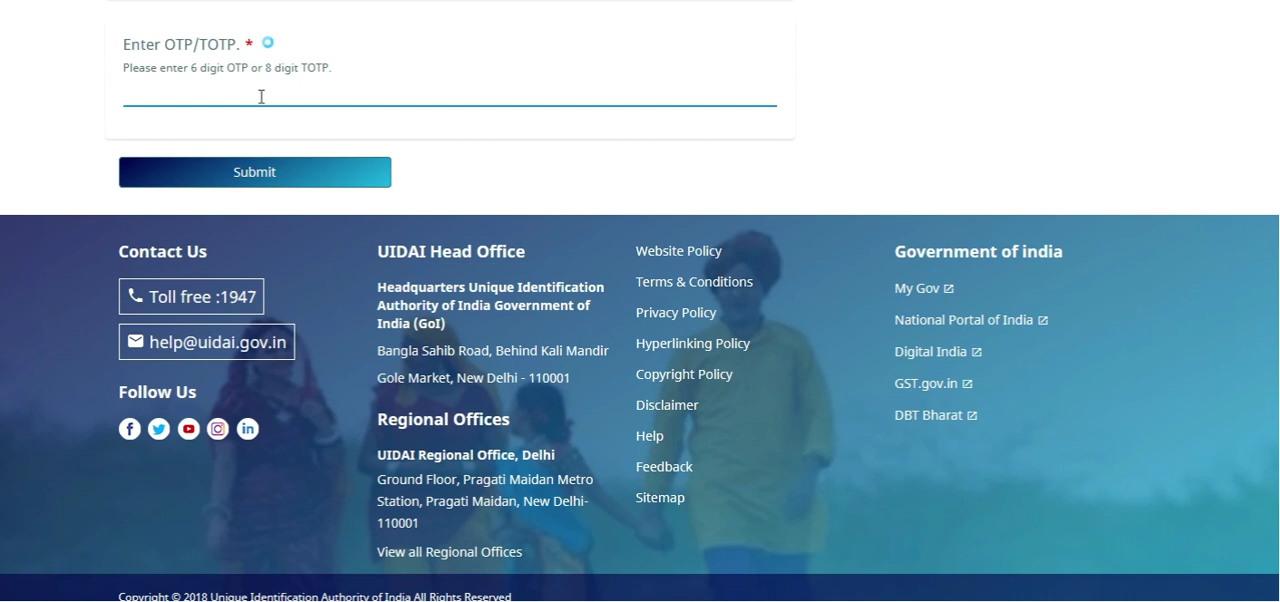 Enter OTP/TOTP. *
Please enter 6 digit OTP or 8 digit TOTP.
Submit
Contact Us
Toll free :1947
help@uidai.gov.in
Follow Us
UIDAI Head Office
Headquarters Unique Identification
Authority of India Government of
India (GoI)
Bangla Sahib Road, Behind Kali Mandir
Gole Market, New Delhi - 110001
Regional Offices
UIDAI Regional Office, Delhi
Ground Floor, Pragati Maidan Metro
Station, Pragati Maidan, New Delhi-
110001
View all Regional Offices
Website Policy
Terms & Conditions
Privacy Policy
Hyperlinking Policy
Copyright Policy
Disclaimer
Help
Feedback
Sitemap
Government of india
My Gov
National Portal of India
Digital India
GST.gov.in
DBT Bharat
Copyright © 2018 Unique Identification Authority of India All Rights Reserved